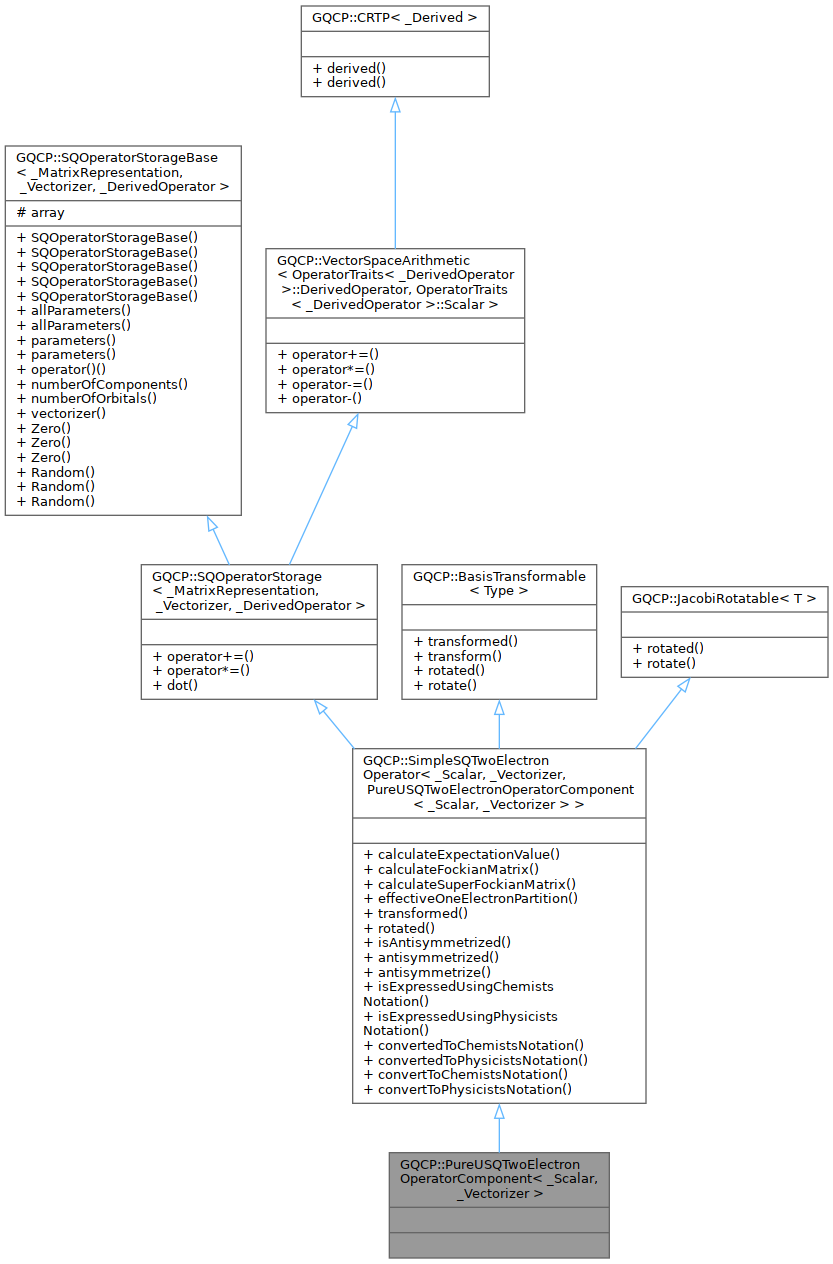 GQCP::CRTP< _Derived >
+ derived()
+ derived()
GQCP::SQOperatorStorageBase
< _MatrixRepresentation,
_Vectorizer, _DerivedOperator >
# array
+ SQOperatorStorageBase()
+ SQOperatorStorageBase()
+ SQOperatorStorageBase()
+ SQOperatorStorageBase()
+ SQOperatorStorageBase()
+ allParameters()
+ allParameters()
+ parameters()
+ parameters()
+ operator()()
+ numberOfComponents()
+ numberOfOrbitals()
+ vectorizer()
+ Zero()
+ Zero()
+ Zero()
+ Random()
+ Random()
+ Random()
GQCP::VectorSpaceArithmetic
< OperatorTraits< _DerivedOperator
>::DerivedOperator, OperatorTraits
< _DerivedOperator >::Scalar >
+ operator+=()
+ operator*=()
+ operator-=()
+ operator-()
GQCP::SQOperatorStorage
< _MatrixRepresentation,
_Vectorizer, _DerivedOperator >
+ operator+=()
+ operator*=()
+ dot()
GQCP::BasisTransformable
< Type >
+ transformed()
+ transform()
+ rotated()
+ rotate()
GQCP::JacobiRotatable< T >
+ rotated()
+ rotate()
GQCP::SimpleSQTwoElectron
Operator< _Scalar, _Vectorizer,
PureUSQTwoElectronOperatorComponent
< _Scalar, _Vectorizer > >
+ calculateExpectationValue()
+ calculateFockianMatrix()
+ calculateSuperFockianMatrix()
+ effectiveOneElectronPartition()
+ transformed()
+ rotated()
+ isAntisymmetrized()
+ antisymmetrized()
+ antisymmetrize()
+ isExpressedUsingChemists
Notation()
+ isExpressedUsingPhysicists
Notation()
+ convertedToChemistsNotation()
+ convertedToPhysicistsNotation()
+ convertToChemistsNotation()
+ convertToPhysicistsNotation()
GQCP::PureUSQTwoElectron
OperatorComponent< _Scalar,
_Vectorizer >